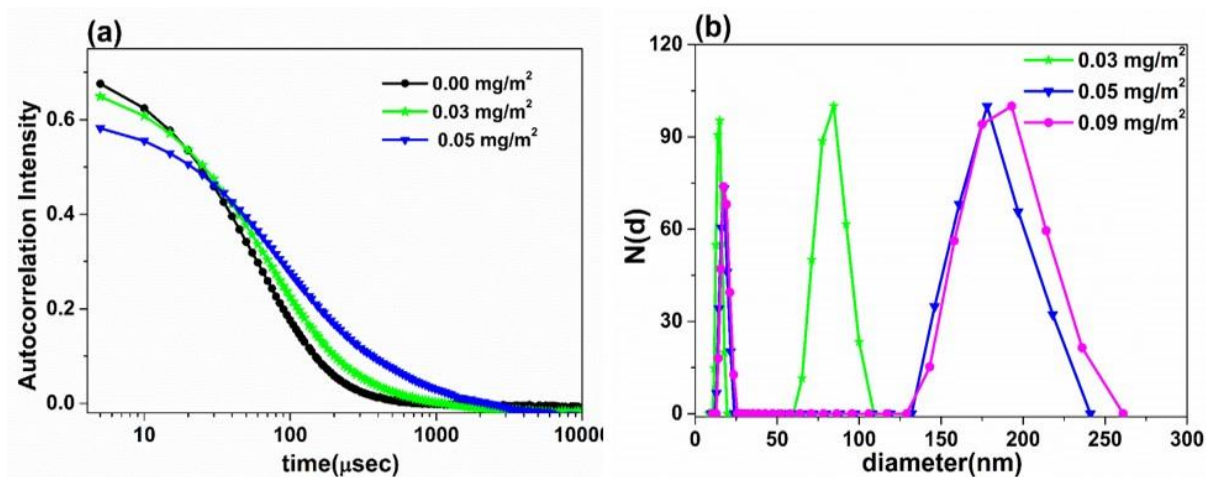 (a)
0.00 mg/m²
0.03 mg/m²
0.05 mg/m²
Autocorrelation Intensity
0.6
0.4
0.2
0.0
10
100
1000
10000
time(μsec)
(b)
0.03 mg/m²
0.05 mg/m²
0.09 mg/m²
N(d)
120
90
60
30
0
0
50
100
150
200
250
300
diameter(nm)